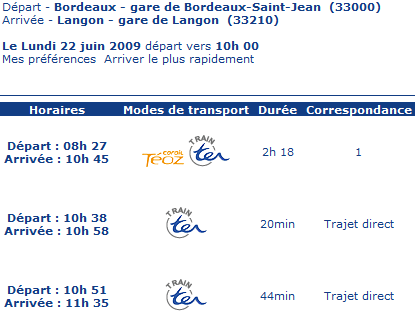 Départ - Bordeaux - gare de Bordeaux-Saint-Jean (33000)
Arrivée - Langon - gare de Langon (33210)
Le Lundi 22 juin 2009 départ vers 10h 00
Mes préférences Arriver le plus rapidement
Horaires Modes de transport Durée Correspondance
Départ : 08h 27
Arrivée : 10h 45
corail Téoz TRAIN ter 2h 18 1
Départ : 10h 38
Arrivée : 10h 58
TRAIN ter 20min Trajet direct
Départ : 10h 51
Arrivée : 11h 35
TRAIN ter 44min Trajet direct